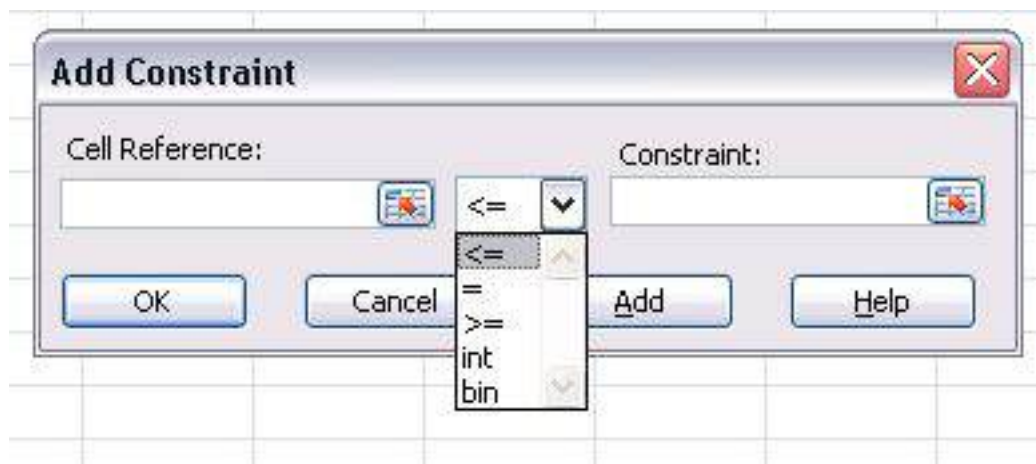 Add Constraint
Cell Reference:
Constraint:
<=
<=
=
>=
int
bin
OK
Cancel
Add
Help